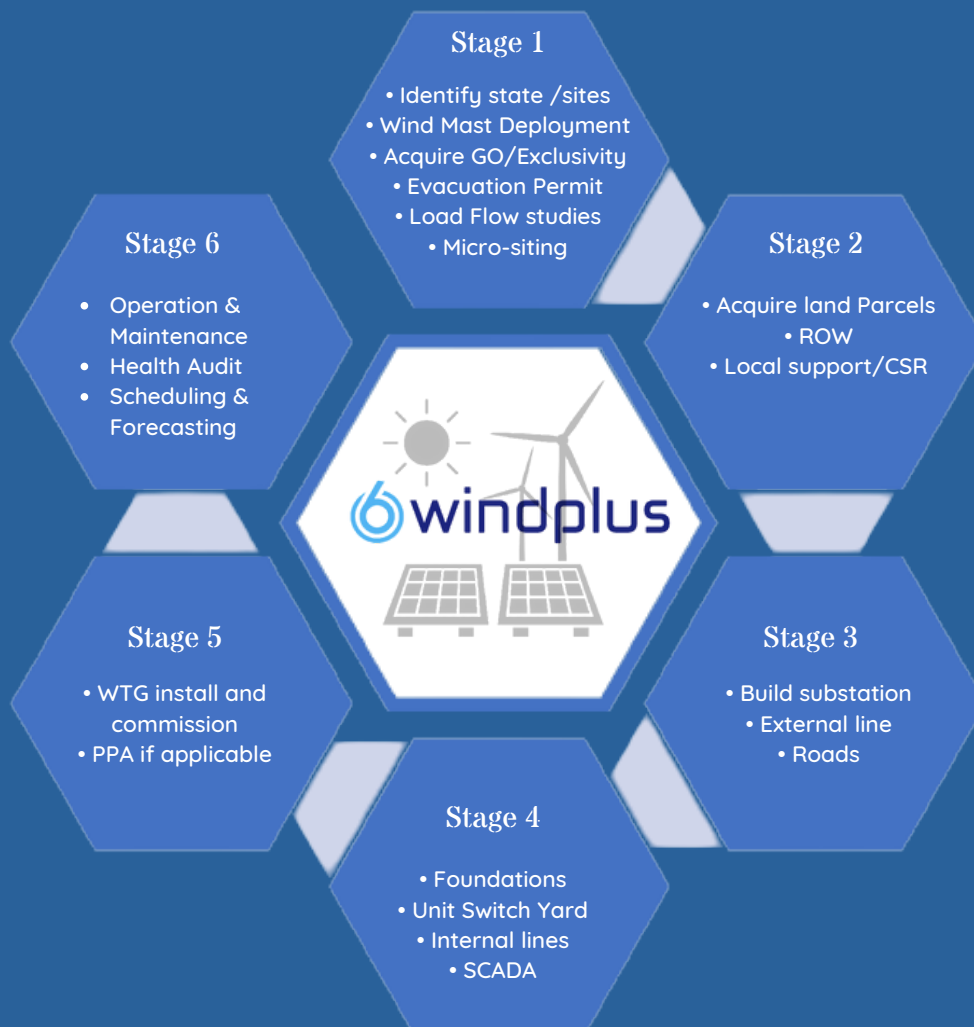 Stage 1
• Identify state /sites
• Wind Mast Deployment
• Acquire GO/Exclusivity
• Evacuation Permit
• Load Flow studies
• Micro-siting
Stage 2
• Acquire land Parcels
• ROW
• Local support/CSR
Stage 3
• Build substation
• External line
• Roads
Stage 4
• Foundations
• Unit Switch Yard
• Internal lines
• SCADA
Stage 5
• WTG install and
commission
• PPA if applicable
Stage 6
• Operation &
Maintenance
• Health Audit
• Scheduling &
Forecasting
windplus